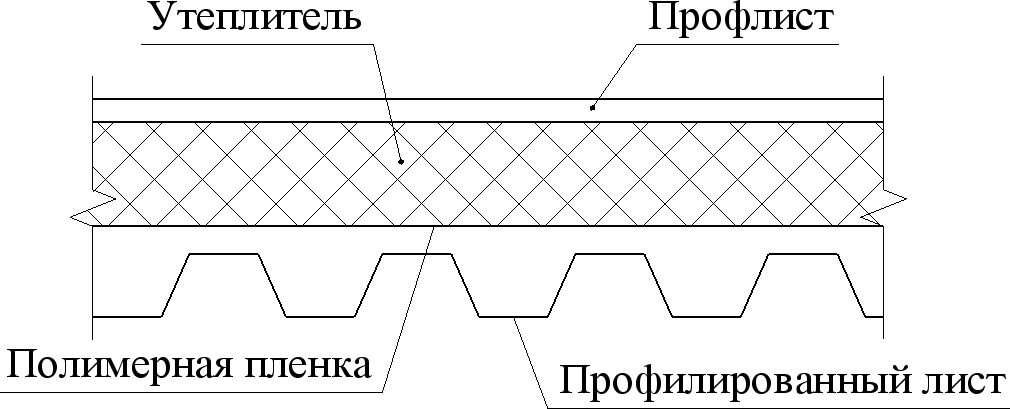 Утеплитель
Профлист
Полимерная пленка
Профилированный лист